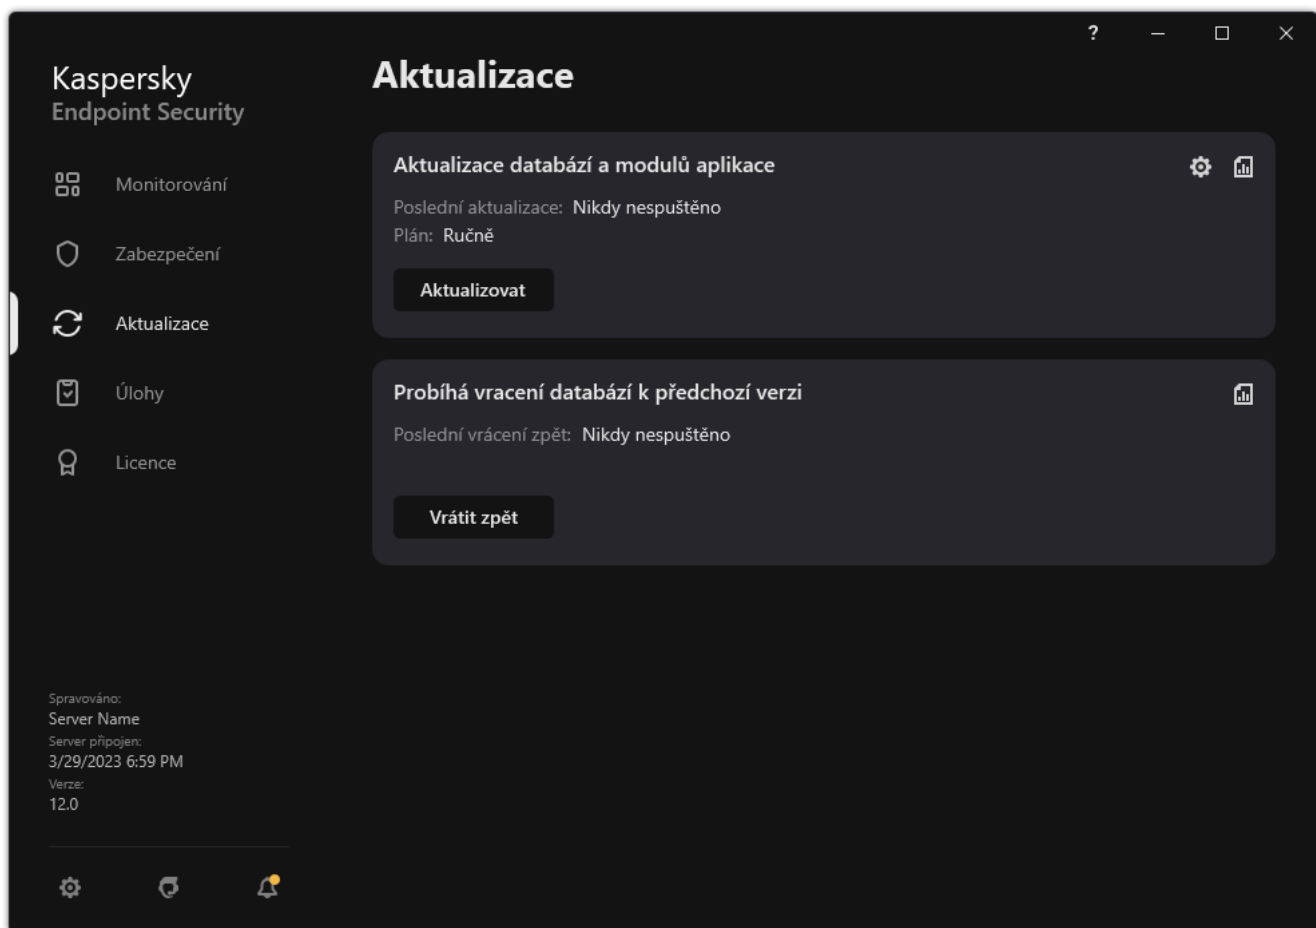 ?
Kaspersky
Endpoint Security
Monitorování
Zabezpečení
Aktualizace
Úlohy
Licence
Spravováno:
Server Name
Server připojen:
3/29/2023 6:59 PM
Verze:
12.0
Aktualizace
Aktualizace databází a modulů aplikace
Poslední aktualizace: Nikdy nespuštěno
Plán: Ručně
Aktualizovat
Probíhá vracení databází k předchozí verzi
Poslední vrácení zpět: Nikdy nespuštěno
Vrátit zpět